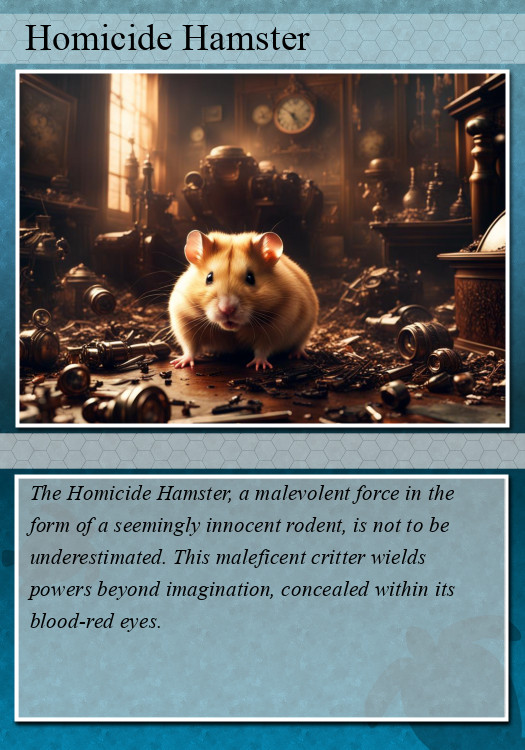 Homicide Hamster
The Homicide Hamster, a malevolent force in the
form of a seemingly innocent rodent, is not to be
underestimated. This maleficent critter wields
powers beyond imagination, concealed within its
blood-red eyes.